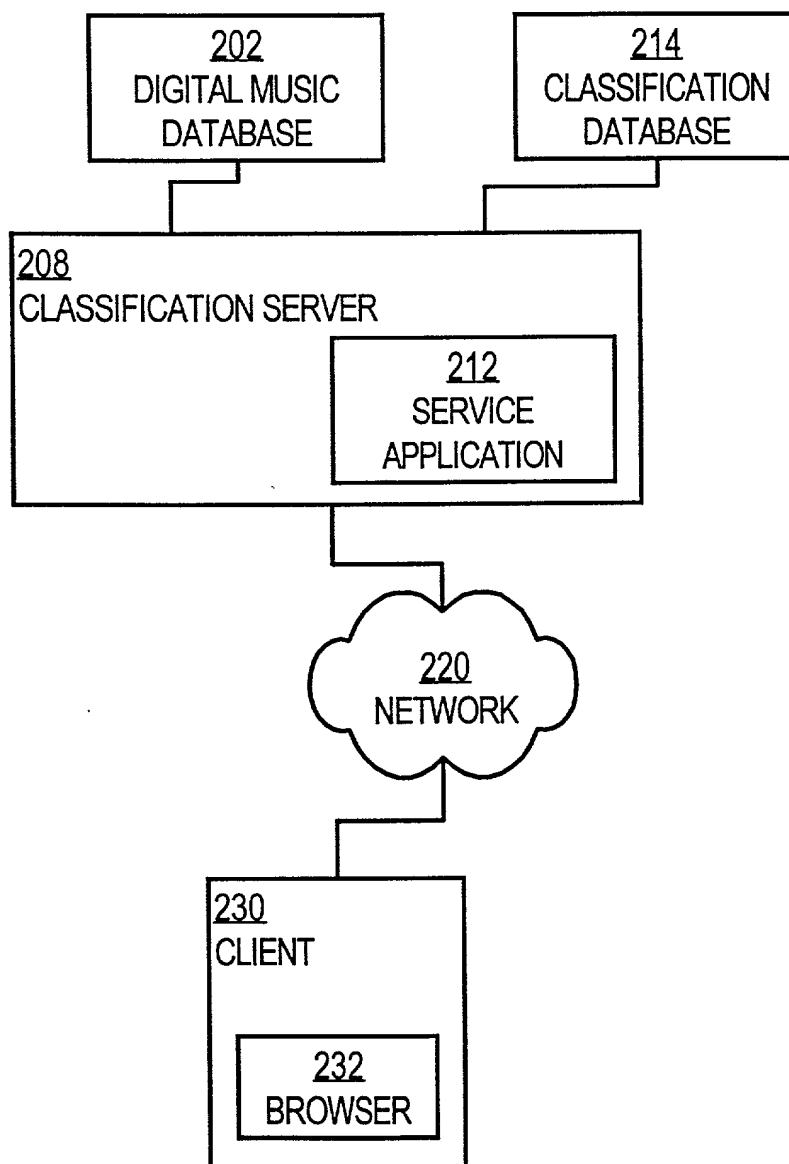 202
DIGITAL MUSIC
DATABASE
214
CLASSIFICATION
DATABASE
208
CLASSIFICATION SERVER
212
SERVICE
APPLICATION
220
NETWORK
230
CLIENT
232
BROWSER